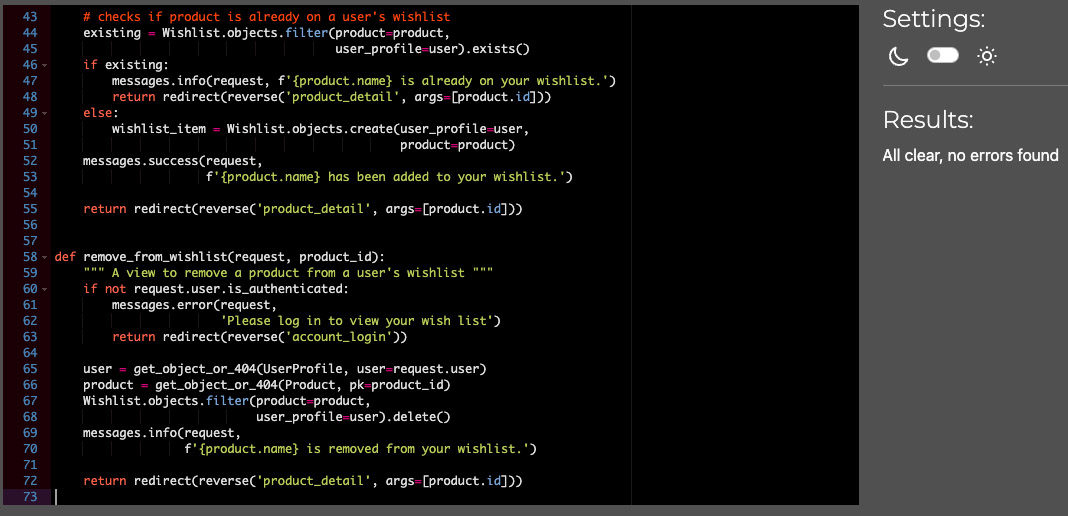 43 # checks if product is already on a user's wishlist
44 existing = Wishlist.objects.filter(product=product,
45 user_profile=user).exists()
46 if existing:
47 messages.info(request, f'{product.name} is already on your wishlist.')
48 return redirect(reverse('product_detail', args=[product.id]))
49 else:
50 wishlist_item = Wishlist.objects.create(user_profile=user,
51 product=product)
52 messages.success(request,
53 f'{product.name} has been added to your wishlist.')
54
55 return redirect(reverse('product_detail', args=[product.id]))
56
57
58 def remove_from_wishlist(request, product_id):
59 """ A view to remove a product from a user's wishlist """
60 if not request.user.is_authenticated:
61 messages.error(request,
62 'Please log in to view your wish list')
63 return redirect(reverse('account_login'))
64
65 user = get_object_or_404(UserProfile, user=request.user)
66 product = get_object_or_404(Product, pk=product_id)
67 Wishlist.objects.filter(product=product,
68 user_profile=user).delete()
69 messages.info(request,
70 f'{product.name} is removed from your wishlist.')
71
72 return redirect(reverse('product_detail', args=[product.id]))
73
Settings:
Results:
All clear, no errors found